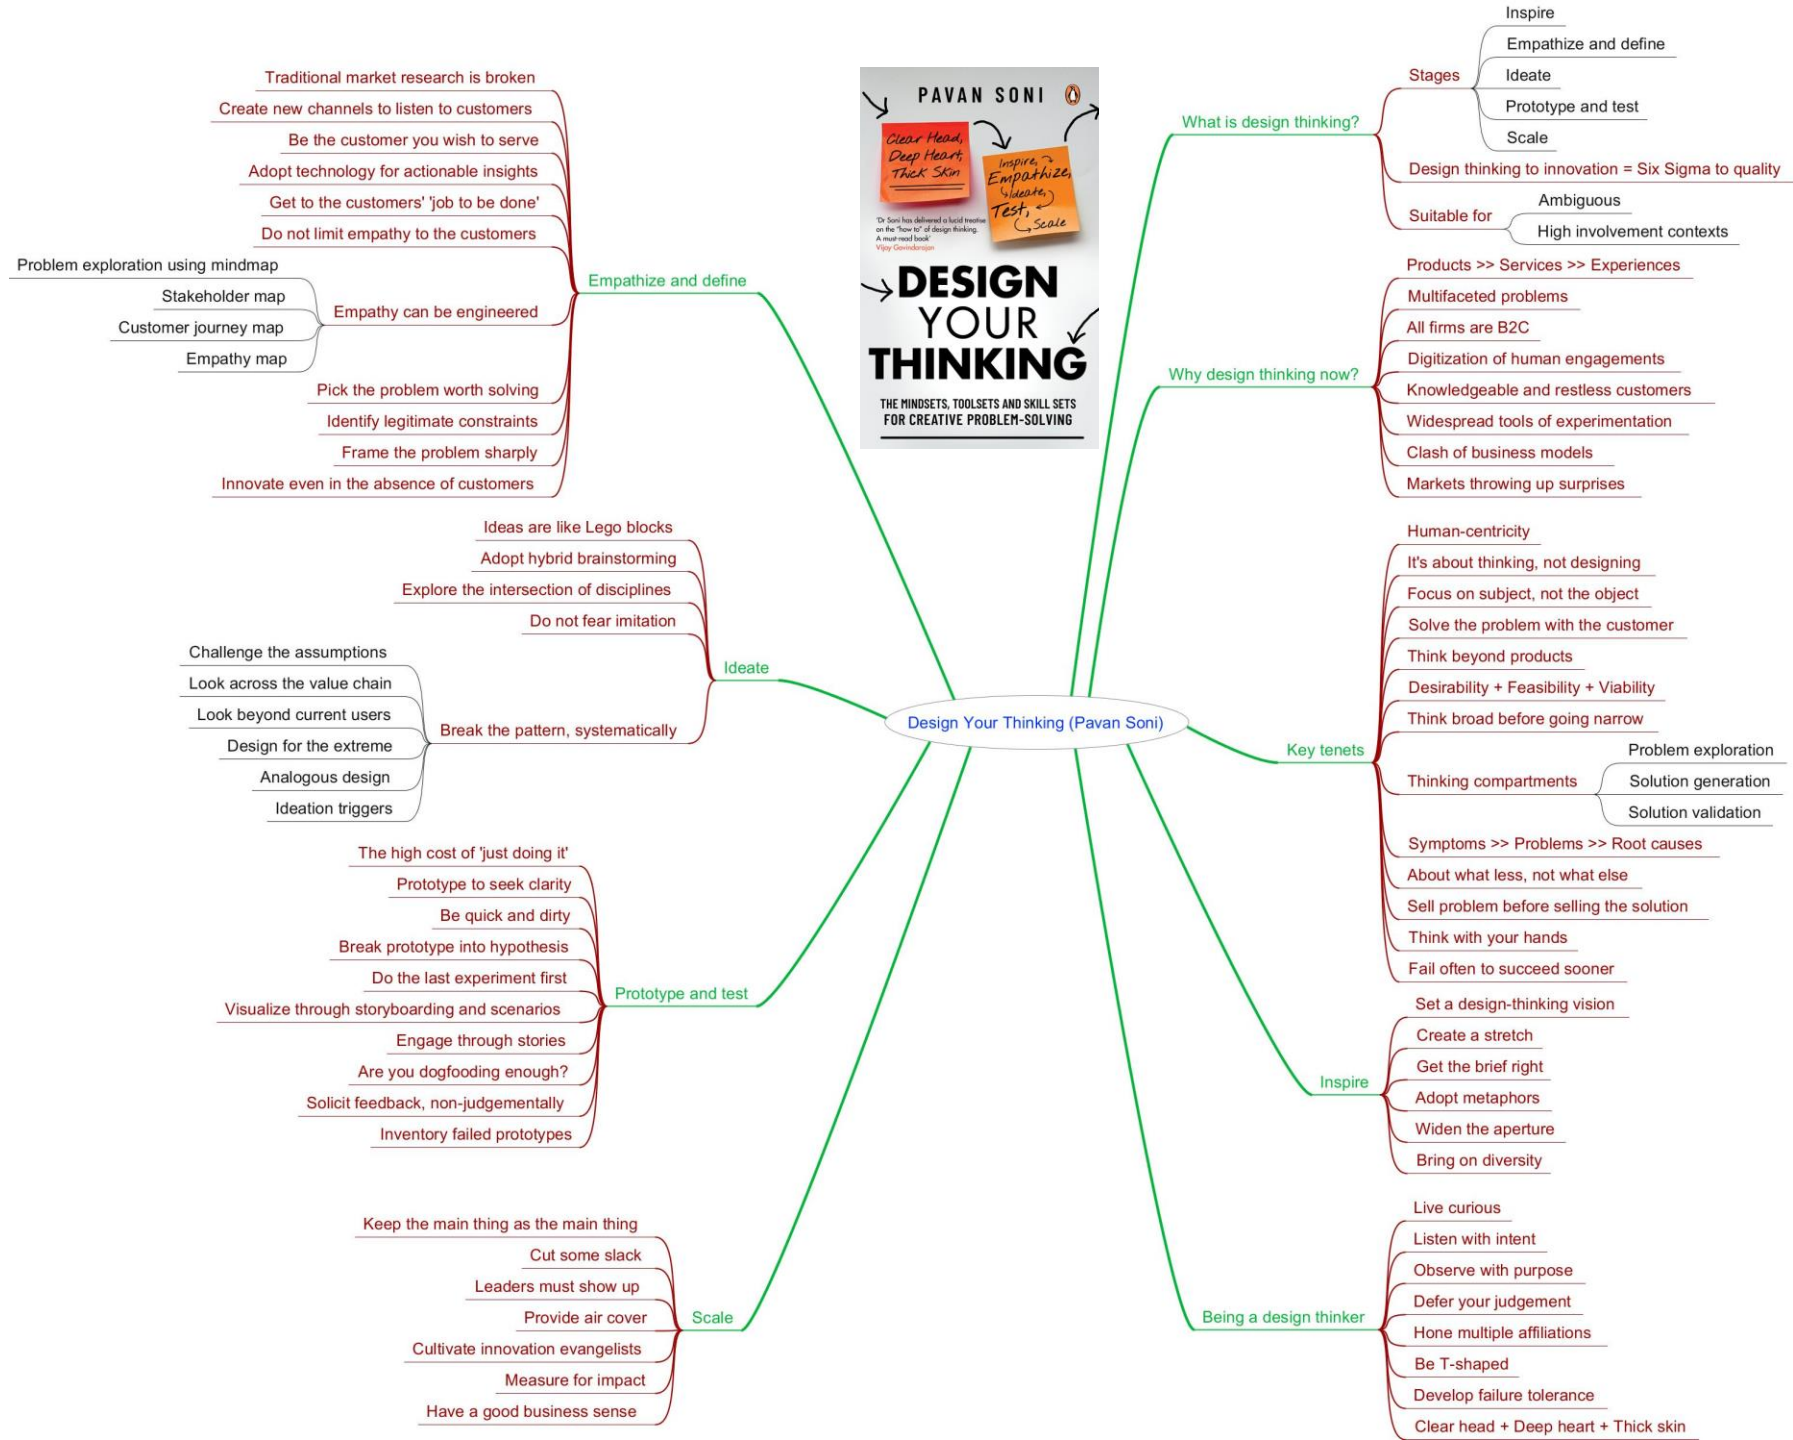 PAVAN SONI
Clear Head,
Deep Heart,
Thick Skin
Inspire,
Empathize,
Ideate,
Test,
Scale
'Dr Soni has delivered a lucid treatise
on the "how to" of design thinking.
A must-read book'
Vijay Govindarajan
DESIGN
YOUR
THINKING
THE MINDSETS, TOOLSETS AND SKILL SETS
FOR CREATIVE PROBLEM-SOLVING
Design Your Thinking (Pavan Soni)
What is design thinking?
Stages
Inspire
Empathize and define
Ideate
Prototype and test
Scale
Design thinking to innovation = Six Sigma to quality
Suitable for
Ambiguous
High involvement contexts
Why design thinking now?
Products >> Services >> Experiences
Multifaceted problems
All firms are B2C
Digitization of human engagements
Knowledgeable and restless customers
Widespread tools of experimentation
Clash of business models
Markets throwing up surprises
Key tenets
Human-centricity
It's about thinking, not designing
Focus on subject, not the object
Solve the problem with the customer
Think beyond products
Desirability + Feasibility + Viability
Think broad before going narrow
Thinking compartments
Problem exploration
Solution generation
Solution validation
Symptoms >> Problems >> Root causes
About what less, not what else
Sell problem before selling the solution
Think with your hands
Fail often to succeed sooner
Inspire
Set a design-thinking vision
Create a stretch
Get the brief right
Adopt metaphors
Widen the aperture
Bring on diversity
Being a design thinker
Live curious
Listen with intent
Observe with purpose
Defer your judgement
Hone multiple affiliations
Be T-shaped
Develop failure tolerance
Clear head + Deep heart + Thick skin
Empathize and define
Traditional market research is broken
Create new channels to listen to customers
Be the customer you wish to serve
Adopt technology for actionable insights
Get to the customers' 'job to be done'
Do not limit empathy to the customers
Empathy can be engineered
Problem exploration using mindmap
Stakeholder map
Customer journey map
Empathy map
Pick the problem worth solving
Identify legitimate constraints
Frame the problem sharply
Innovate even in the absence of customers
Ideate
Ideas are like Lego blocks
Adopt hybrid brainstorming
Explore the intersection of disciplines
Do not fear imitation
Break the pattern, systematically
Challenge the assumptions
Look across the value chain
Look beyond current users
Design for the extreme
Analogous design
Ideation triggers
Prototype and test
The high cost of 'just doing it'
Prototype to seek clarity
Be quick and dirty
Break prototype into hypothesis
Do the last experiment first
Visualize through storyboarding and scenarios
Engage through stories
Are you dogfooding enough?
Solicit feedback, non-judgementally
Inventory failed prototypes
Scale
Keep the main thing as the main thing
Cut some slack
Leaders must show up
Provide air cover
Cultivate innovation evangelists
Measure for impact
Have a good business sense